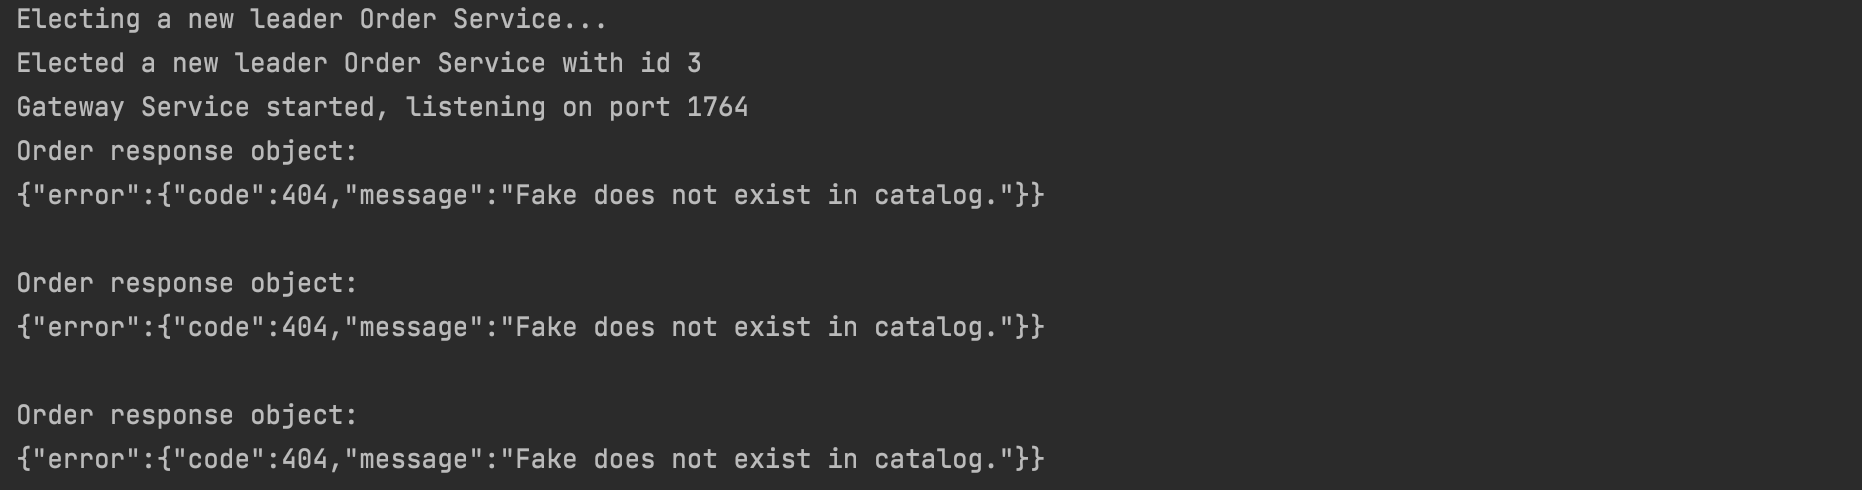 Electing a new leader Order Service...
Elected a new leader Order Service with id 3
Gateway Service started, listening on port 1764
Order response object:
{"error":{"code":404,"message":"Fake does not exist in catalog."}}
Order response object:
{"error":{"code":404,"message":"Fake does not exist in catalog."}}
Order response object:
{"error":{"code":404,"message":"Fake does not exist in catalog."}}